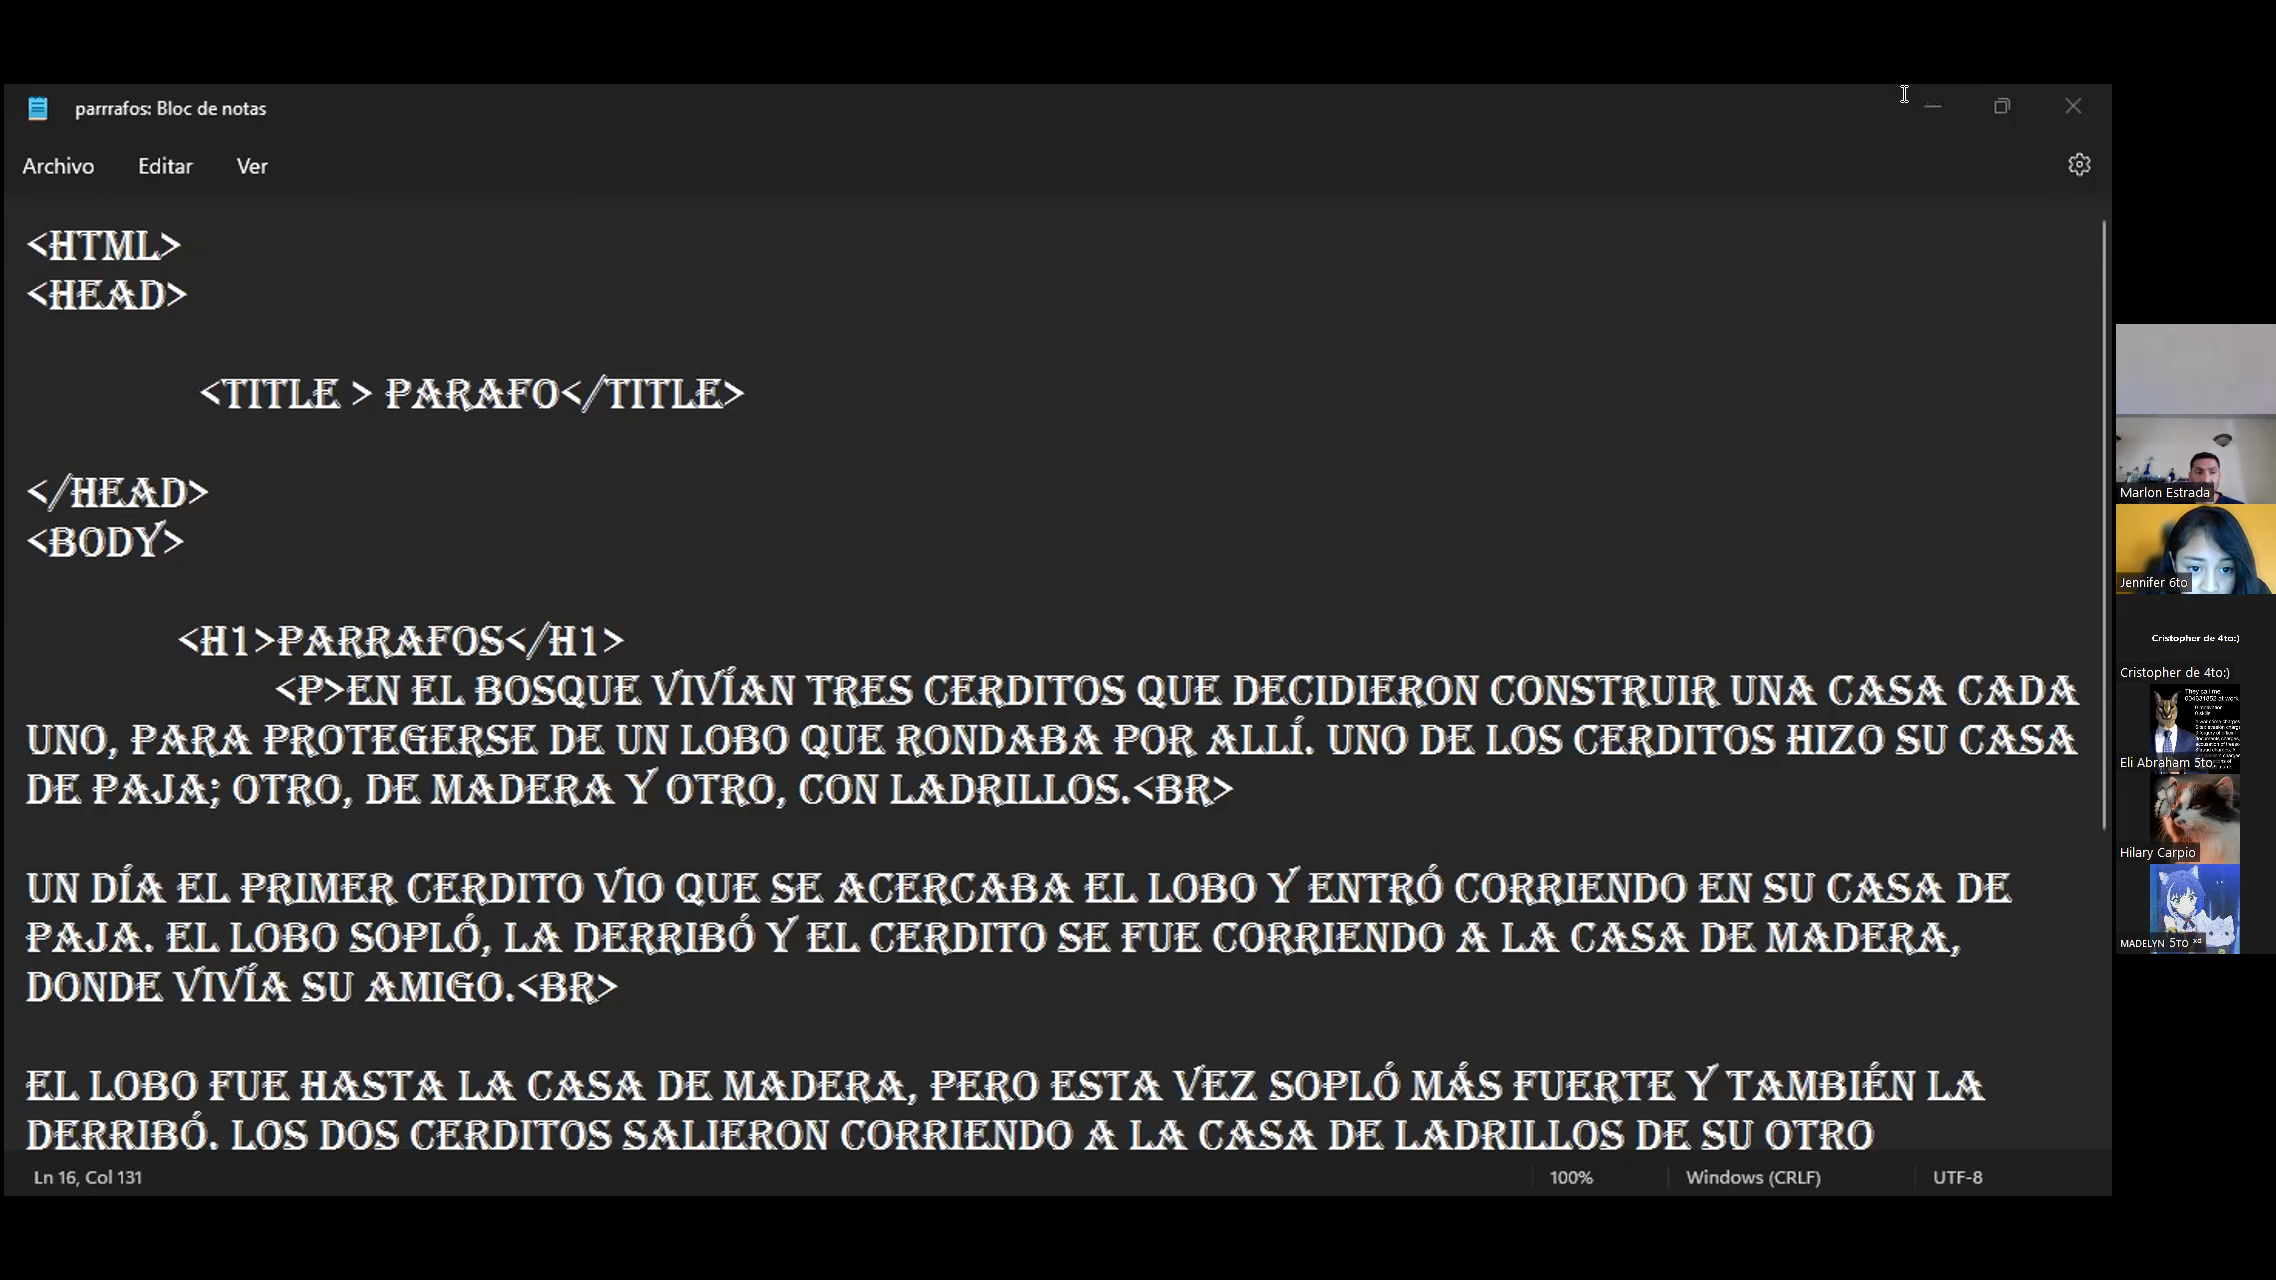 parrrafos: Bloc de notas
Archivo Editar Ver
<HTML>
<HEAD>
<TITLE > PARAFO</TITLE>
</HEAD>
<BODY>
<H1>PARRAFOS</H1>
<P>EN EL BOSQUE VIVÍAN TRES CERDITOS QUE DECIDIERON CONSTRUIR UNA CASA CADA
UNO, PARA PROTEGERSE DE UN LOBO QUE RONDABA POR ALLÍ. UNO DE LOS CERDITOS HIZO SU CASA
DE PAJA; OTRO, DE MADERA Y OTRO, CON LADRILLOS.<BR>
UN DÍA EL PRIMER CERDITO VIO QUE SE ACERCABA EL LOBO Y ENTRÓ CORRIENDO EN SU CASA DE
PAJA. EL LOBO SOPLÓ, LA DERRIBÓ Y EL CERDITO SE FUE CORRIENDO A LA CASA DE MADERA,
DONDE VIVÍA SU AMIGO.<BR>
EL LOBO FUE HASTA LA CASA DE MADERA, PERO ESTA VEZ SOPLÓ MÁS FUERTE Y TAMBIÉN LA
DERRIBÓ. LOS DOS CERDITOS SALIERON CORRIENDO A LA CASA DE LADRILLOS DE SU OTRO
Ln 16, Col 131
100%
Windows (CRLF)
UTF-8
Marlon Estrada
Jennifer 6to
Cristopher de 4to:)
Cristopher de 4to:)
They call me
at work
Eli Abraham 5to
Hilary Carpio
MADELYN 5TO xd